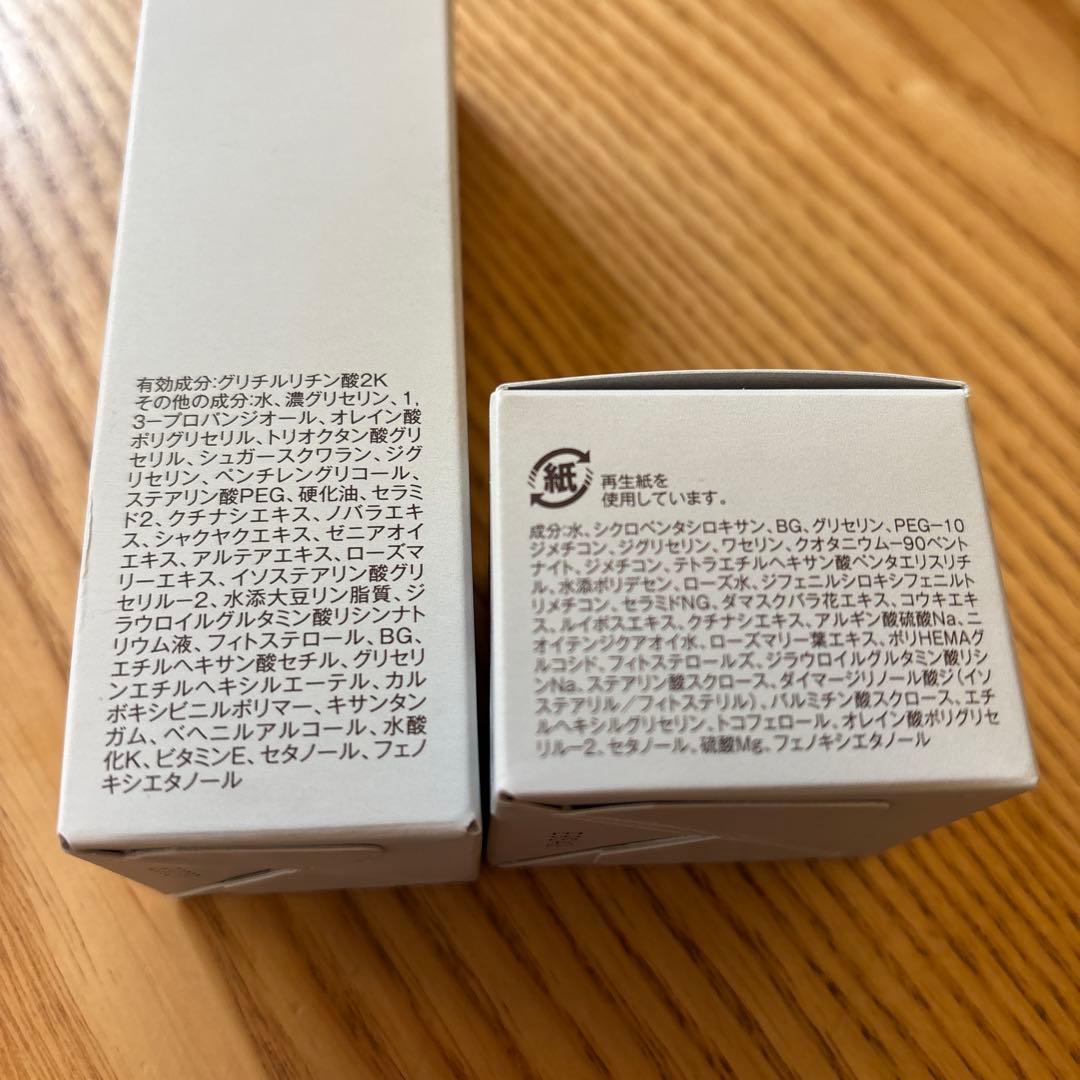 有効成分:グリチルリチン酸2K
その他の成分:水、濃グリセリン、1,
3-プロパンジオール、オレイン酸
ポリグリセリル、トリオクタン酸グリ
セリル、シュガースクワラン、ジグ
リセリン、ペンチレングリコール、
ステアリン酸PEG、硬化油、セラミ
ド2、クチナシエキス、ノバラエキ
ス、シャクヤクエキス、ゼニアオイ
エキス、アルテアエキス、ローズマ
リーエキス、イソステアリン酸グリ
セリル-2、水添大豆リン脂質、ジ
ラウロイルグルタミン酸リシンナト
リウム液、フィトステロール、BG、
エチルヘキサン酸セチル、グリセリ
ンエチルヘキシルエーテル、カル
ボキシビニルポリマー、キサンタン
ガム、ベヘニルアルコール、水酸
化K、ビタミンE、セタノール、フェノ
キシエタノール
紙
再生紙を
使用しています。
成分:水、シクロペンタシロキサン、BG、グリセリン、PEG-10
ジメチコン、ジグリセリン、ワセリン、クオタニウム-90ベント
ナイト、ジメチコン、テトラエチルヘキサン酸ペンタエリスリチ
ル、水添ポリデセン、ローズ水、ジフェニルシロキシフェニルト
リメチコン、セラミドNG、ダマスクバラ花エキス、コウキエキ
ス、ルイボスエキス、クチナシエキス、アルギン酸硫酸Na、ニ
オイテンジクアオイ水、ローズマリー葉エキス、ポリHEMAグ
ルコシド、フィトステロールズ、ジラウロイルグルタミン酸リシ
ンNa、ステアリン酸スクロース、ダイマージリノール酸ジ(イソ
ステアリル/フィトステリル)、パルミチン酸スクロース、エチ
ルヘキシルグリセリン、トコフェロール、オレイン酸ポリグリセ
リル-2、セタノール、硫酸Mg、フェノキシエタノール